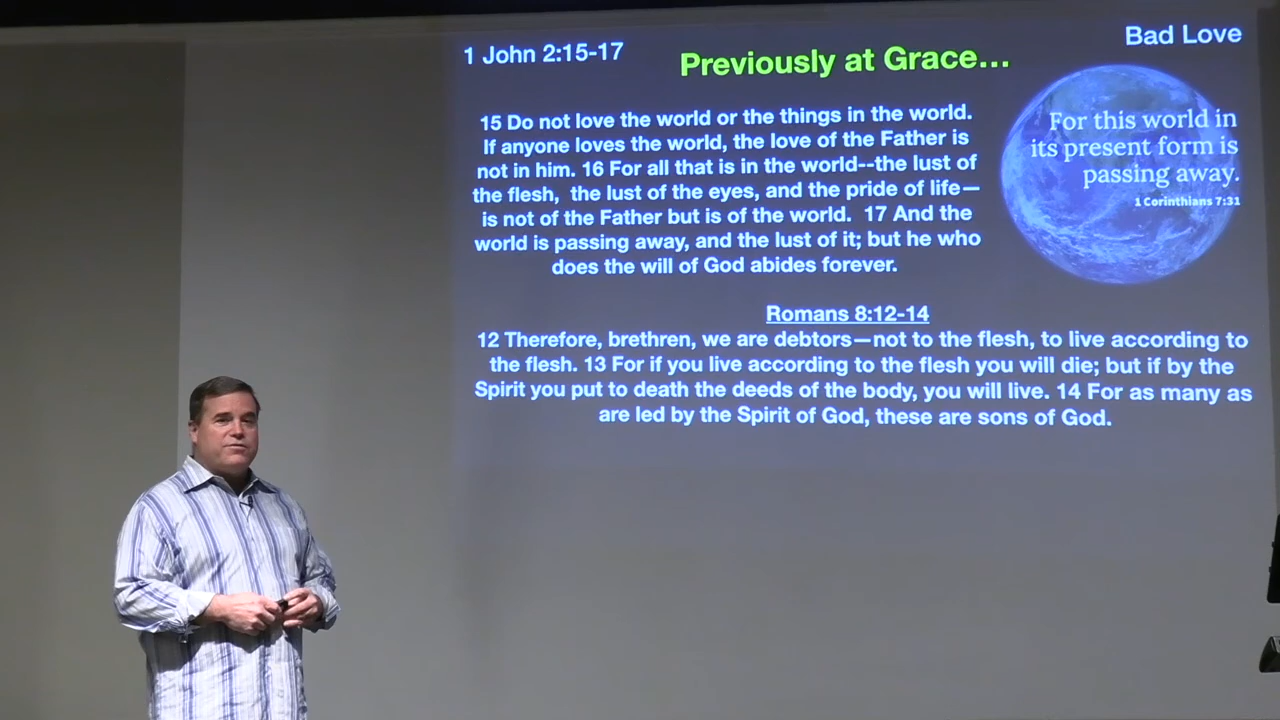 1 John 2:15-17
Previously at Grace...
Bad Love
15 Do not love the world or the things in the world.
If anyone loves the world, the love of the Father is
not in him. 16 For all that is in the world--the lust of
the flesh,  the lust of the eyes, and the pride of life—
is not of the Father but is of the world.  17 And the
world is passing away, and the lust of it; but he who
does the will of God abides forever.
For this world in
its present form is
passing away.
1 Corinthians 7:31
Romans 8:12-14
12 Therefore, brethren, we are debtors—not to the flesh, to live according to
the flesh. 13 For if you live according to the flesh you will die; but if by the
Spirit you put to death the deeds of the body, you will live. 14 For as many as
are led by the Spirit of God, these are sons of God.